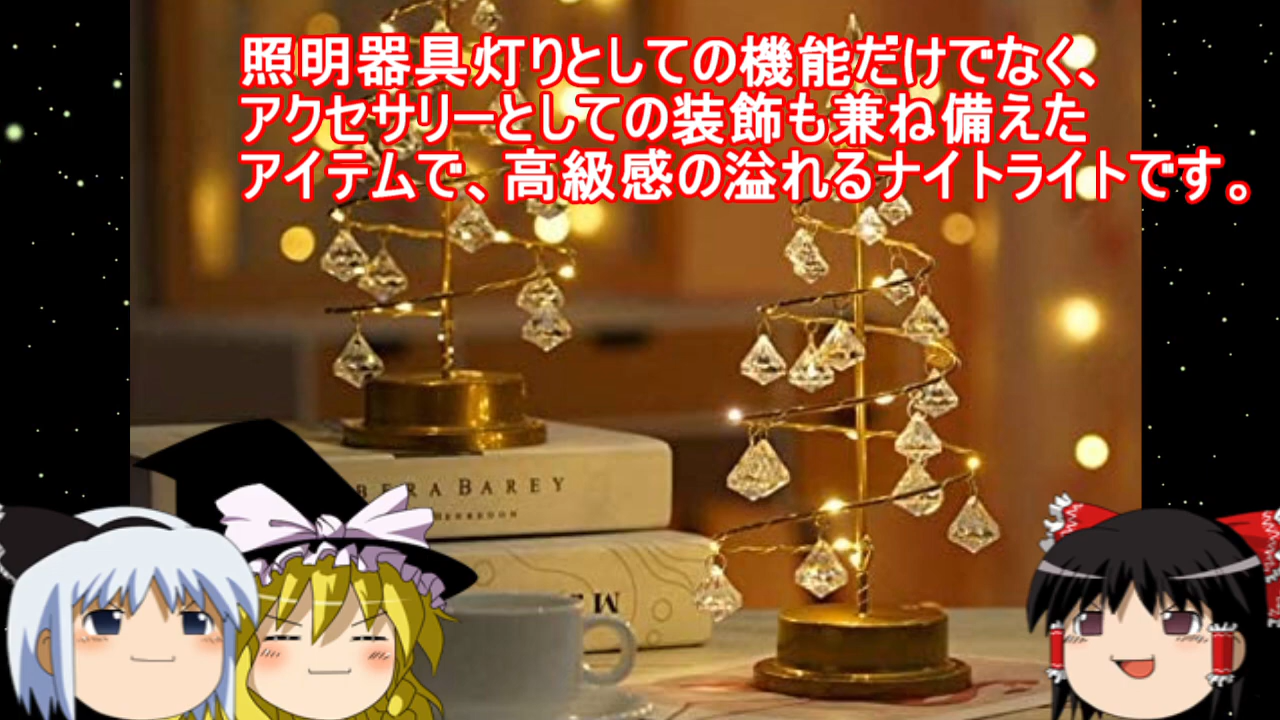 照明器具灯りとしての機能だけでなく、
アクセサリーとしての装飾も兼ね備えた
アイテムで、高級感の溢れるナイトライトです。
BERA BAREY